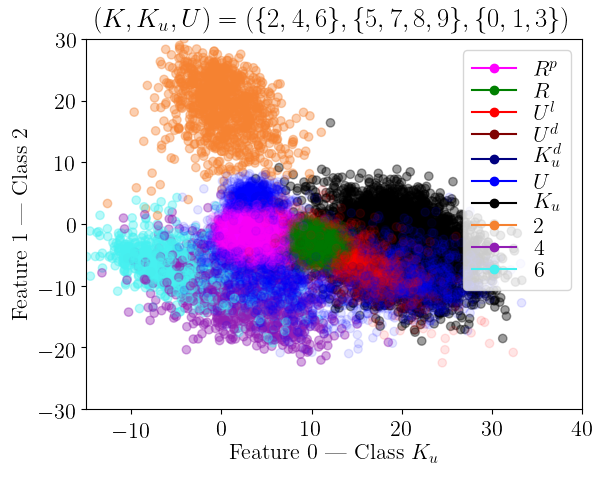 (K, K_u, U) = ({2, 4, 6}, {5, 7, 8, 9}, {0, 1, 3})
30
20
10
0
−10
−20
−30
Feature 1 — Class 2
R^p
R
U^l
U^d
K_u^d
U
K_u
2
4
6
−10
0
10
20
30
40
Feature 0 — Class K_u